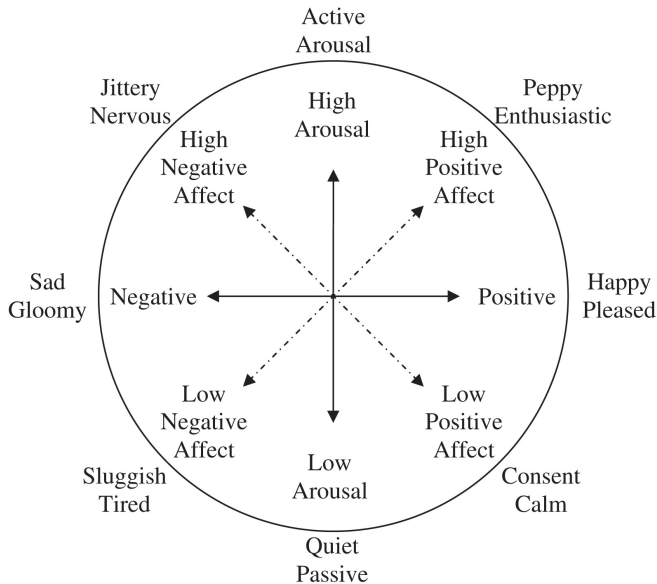 Active
Arousal
Jittery
Nervous
Peppy
Enthusiastic
High
Arousal
High
Negative
Affect
High
Positive
Affect
Sad
Gloomy
Negative
Positive
Happy
Pleased
Low
Negative
Affect
Low
Positive
Affect
Low
Arousal
Sluggish
Tired
Consent
Calm
Quiet
Passive